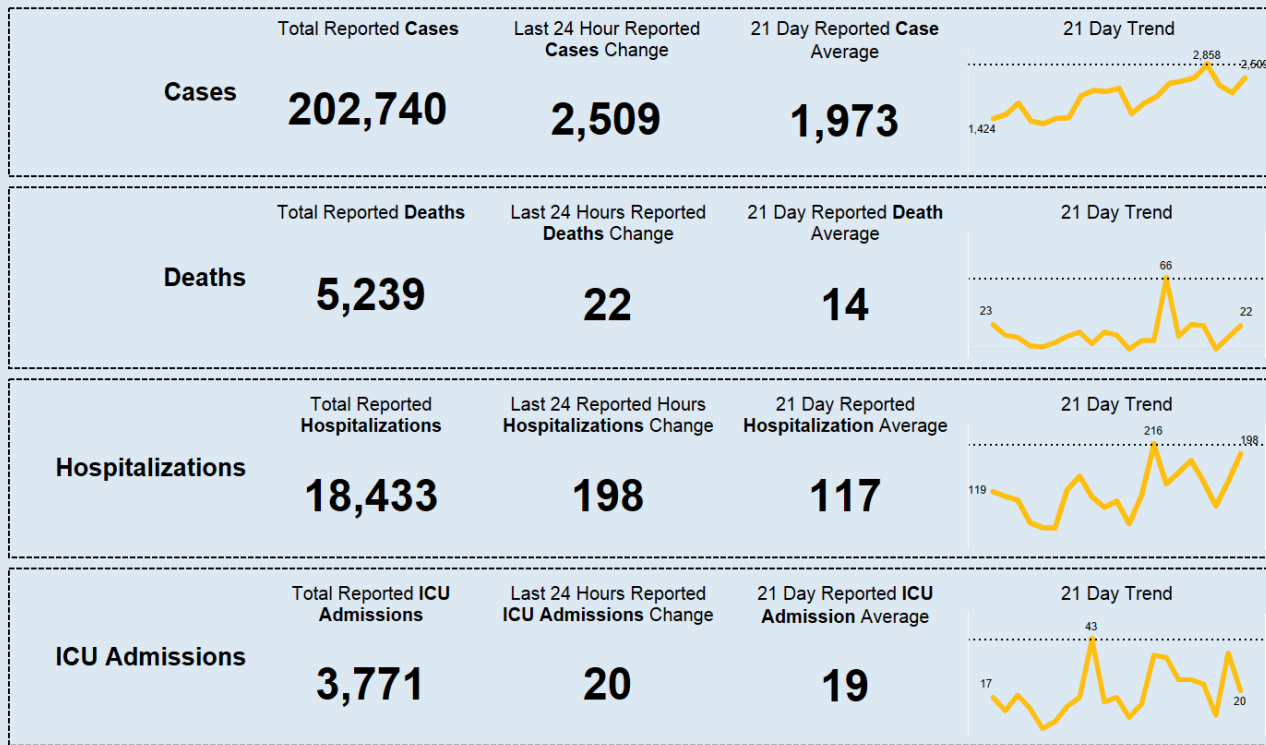 Total Reported Cases
Last 24 Hour Reported
Cases Change
21 Day Reported Case
Average
21 Day Trend
Cases
202,740
2,509
1,973
2,858
2,509
1,424
Total Reported Deaths
Last 24 Hours Reported
Deaths Change
21 Day Reported Death
Average
21 Day Trend
Deaths
5,239
22
14
66
23
22
Total Reported
Hospitalizations
Last 24 Reported Hours
Hospitalizations Change
21 Day Reported
Hospitalization Average
21 Day Trend
Hospitalizations
18,433
198
117
216
198
119
Total Reported ICU
Admissions
Last 24 Hours Reported
ICU Admissions Change
21 Day Reported ICU
Admission Average
21 Day Trend
ICU Admissions
3,771
20
19
43
17
20